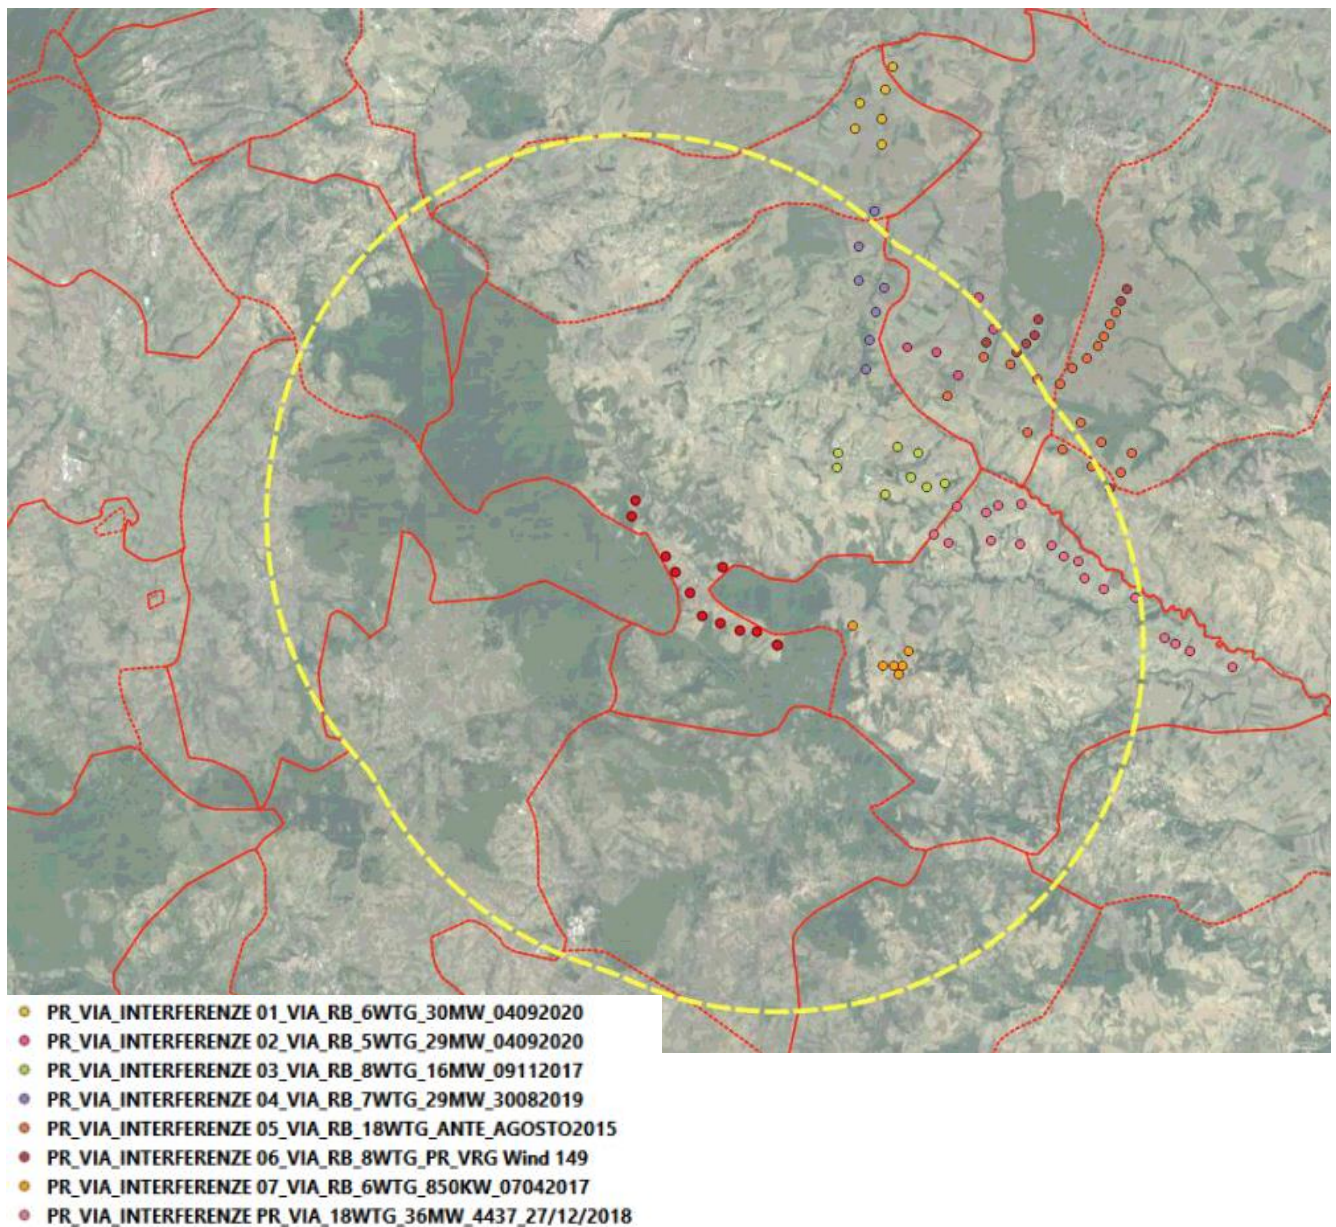 PR_VIA_INTERFERENZE 01_VIA_RB_6WTG_30MW_04092020
PR_VIA_INTERFERENZE 02_VIA_RB_5WTG_29MW_04092020
PR_VIA_INTERFERENZE 03_VIA_RB_8WTG_16MW_09112017
PR_VIA_INTERFERENZE 04_VIA_RB_7WTG_29MW_30082019
PR_VIA_INTERFERENZE 05_VIA_RB_18WTG_ANTE_AGOSTO2015
PR_VIA_INTERFERENZE 06_VIA_RB_8WTG_PR_VRG Wind 149
PR_VIA_INTERFERENZE 07_VIA_RB_6WTG_850KW_07042017
PR_VIA_INTERFERENZE PR_VIA_18WTG_36MW_4437_27/12/2018